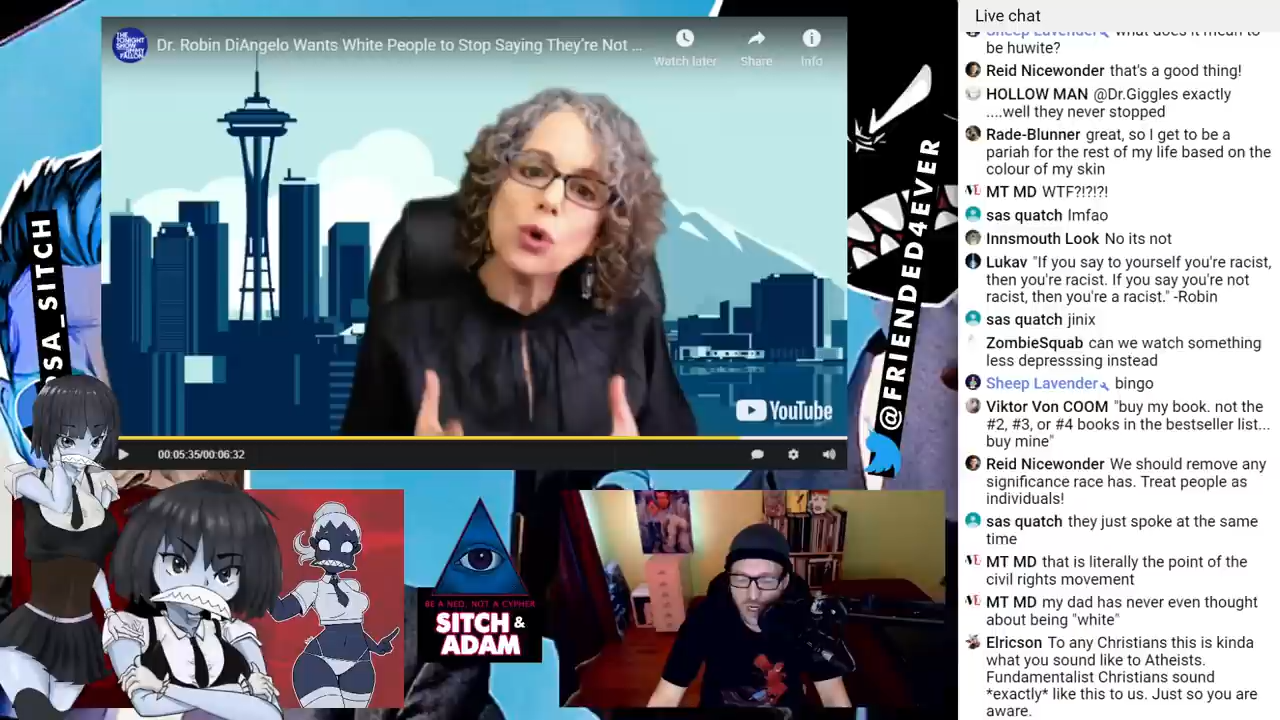 THE TONIGHT SHOW
Dr. Robin DiAngelo Wants White People to Stop Saying They're Not ...
Watch later
Share
Info
YouTube
00:05:35/00:06:32
SA_SITCH
@FRIENDED4EVER
BE A NEO, NOT A CYPHER
SITCH &
ADAM
Live chat
Sheep Lavender what does it mean to
be huwite?
Reid Nicewonder that's a good thing!
HOLLOW MAN @Dr.Giggles exactly
....well they never stopped
Rade-Blunner great, so I get to be a
pariah for the rest of my life based on the
colour of my skin
MT MD WTF?!?!?!
sas quatch lmfao
Innsmouth Look No its not
Lukav "If you say to yourself you're racist,
then you're racist. If you say you're not
racist, then you're a racist." -Robin
sas quatch jinix
ZombieSquab can we watch something
less depresssing instead
Sheep Lavender bingo
Viktor Von COOM "buy my book. not the
#2, #3, or #4 books in the bestseller list...
buy mine"
Reid Nicewonder We should remove any
significance race has. Treat people as
individuals!
sas quatch they just spoke at the same
time
MT MD that is literally the point of the
civil rights movement
MT MD my dad has never even thought
about being "white"
Elricson To any Christians this is kinda
what you sound like to Atheists.
Fundamentalist Christians sound
*exactly* like this to us. Just so you are
aware.